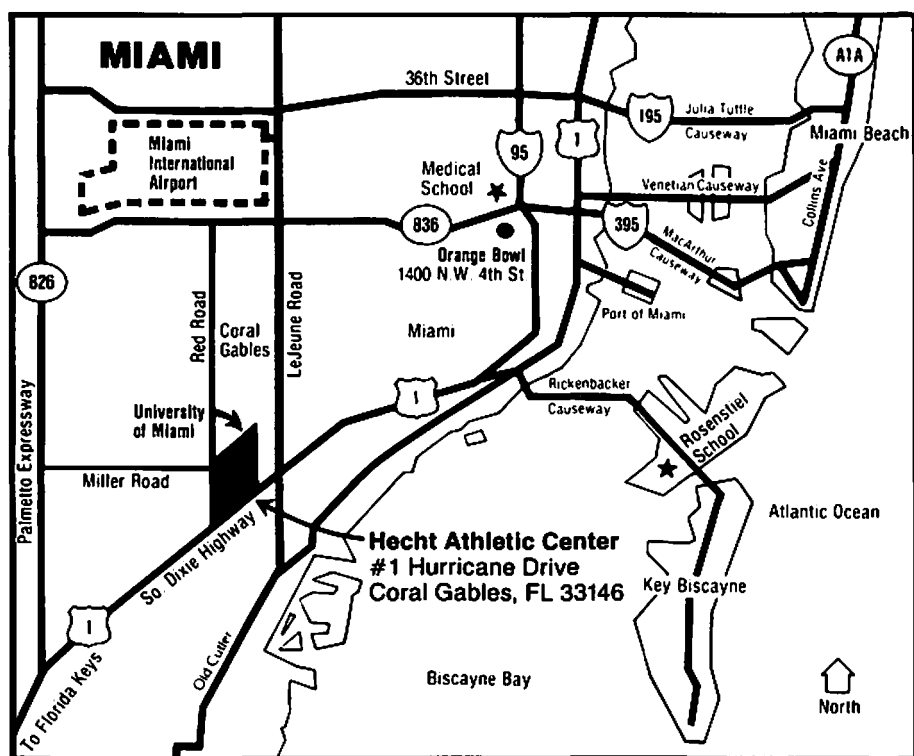 MIAMI
A1A
36th Street
195
Julia Tuttle
Causeway
Miami Beach
Miami
International
Airport
95
1
Medical
School
Venetian Causeway
Collins Ave
836
395
MacArthur
Causeway
Orange Bowl
1400 N.W. 4th St.
826
Red Road
Coral
Gables
LeJeune Road
Port of Miami
Miami
Palmetto Expressway
1
Rickenbacker
Causeway
University
of Miami
Rosenstiel
School
Miller Road
Atlantic Ocean
So. Dixie Highway
Hecht Athletic Center
#1 Hurricane Drive
Coral Gables, FL 33146
Key Biscayne
1
Old Cutler
Biscayne Bay
To Florida Keys
North